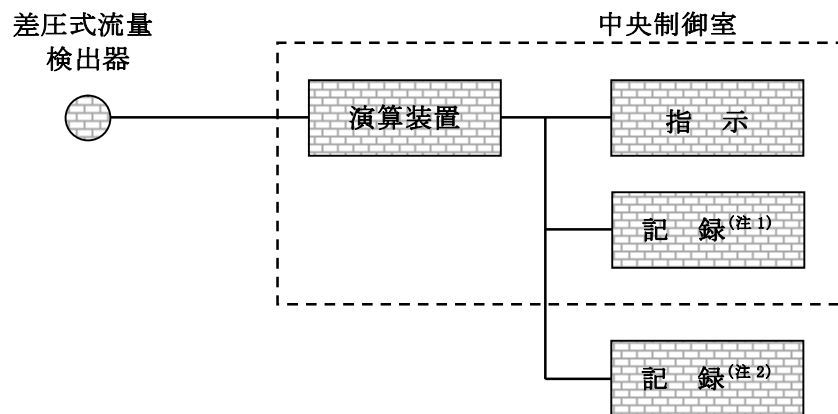 差圧式流量
検出器
中央制御室
演算装置
指 示
記 録(注1)
記 録(注2)